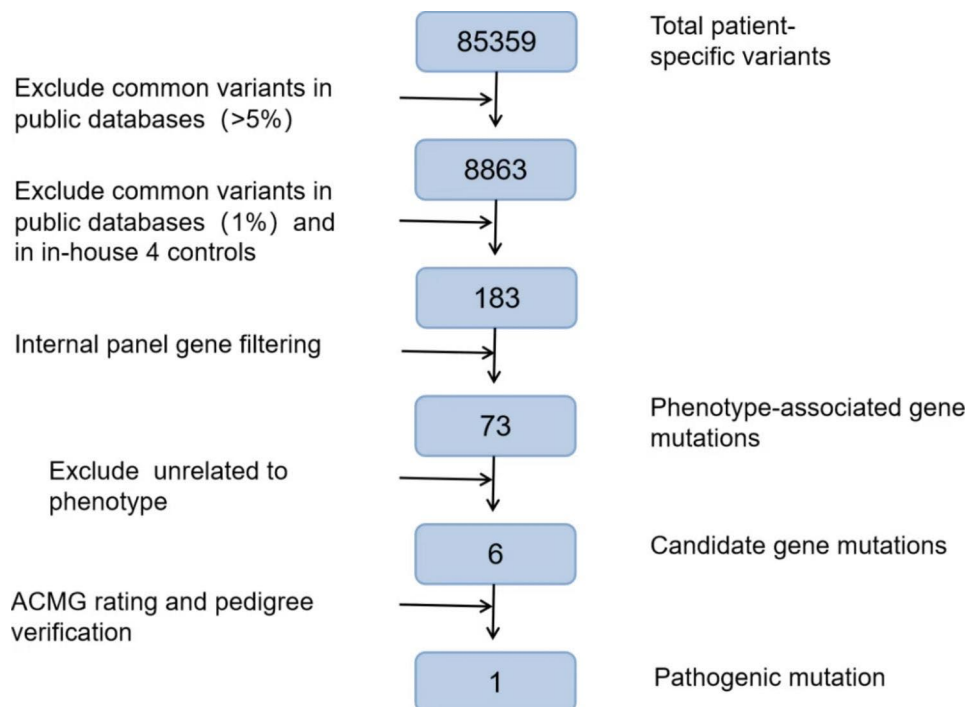 85359
Total patient-
specific variants
Exclude common variants in
public databases (>5%)
8863
Exclude common variants in
public databases (1%) and
in in-house 4 controls
183
Internal panel gene filtering
73
Phenotype-associated gene
mutations
Exclude unrelated to
phenotype
6
Candidate gene mutations
ACMG rating and pedigree
verification
1
Pathogenic mutation